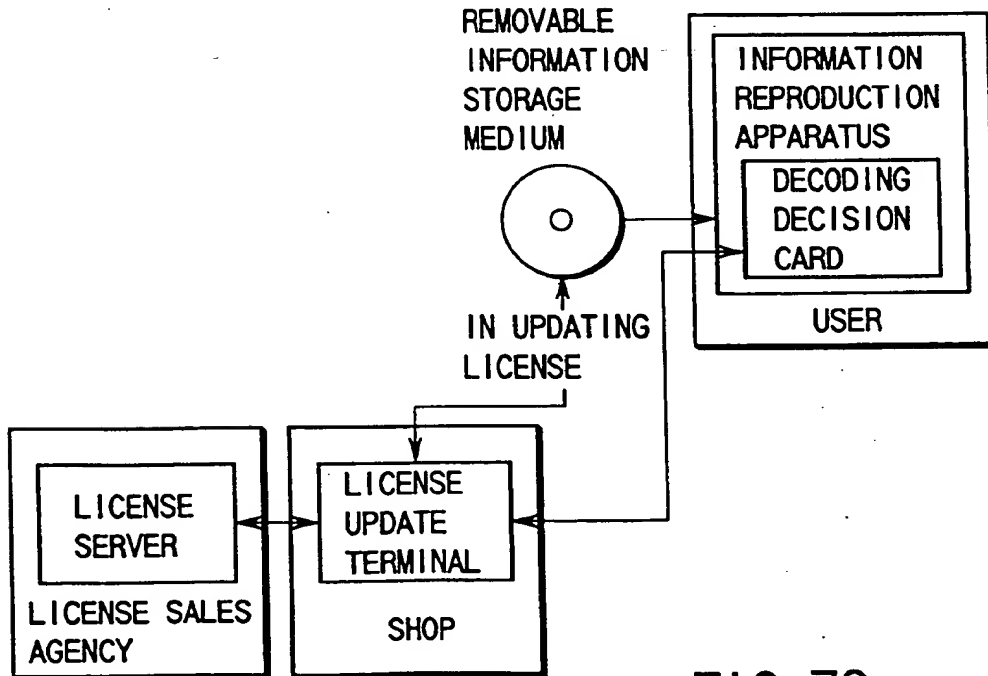 REMOVABLE
INFORMATION
STORAGE
MEDIUM
INFORMATION
REPRODUCTION
APPARATUS
DECODING
DECISION
CARD
USER
IN UPDATING
LICENSE
LICENSE
SERVER
LICENSE SALES
AGENCY
LICENSE
UPDATE
TERMINAL
SHOP